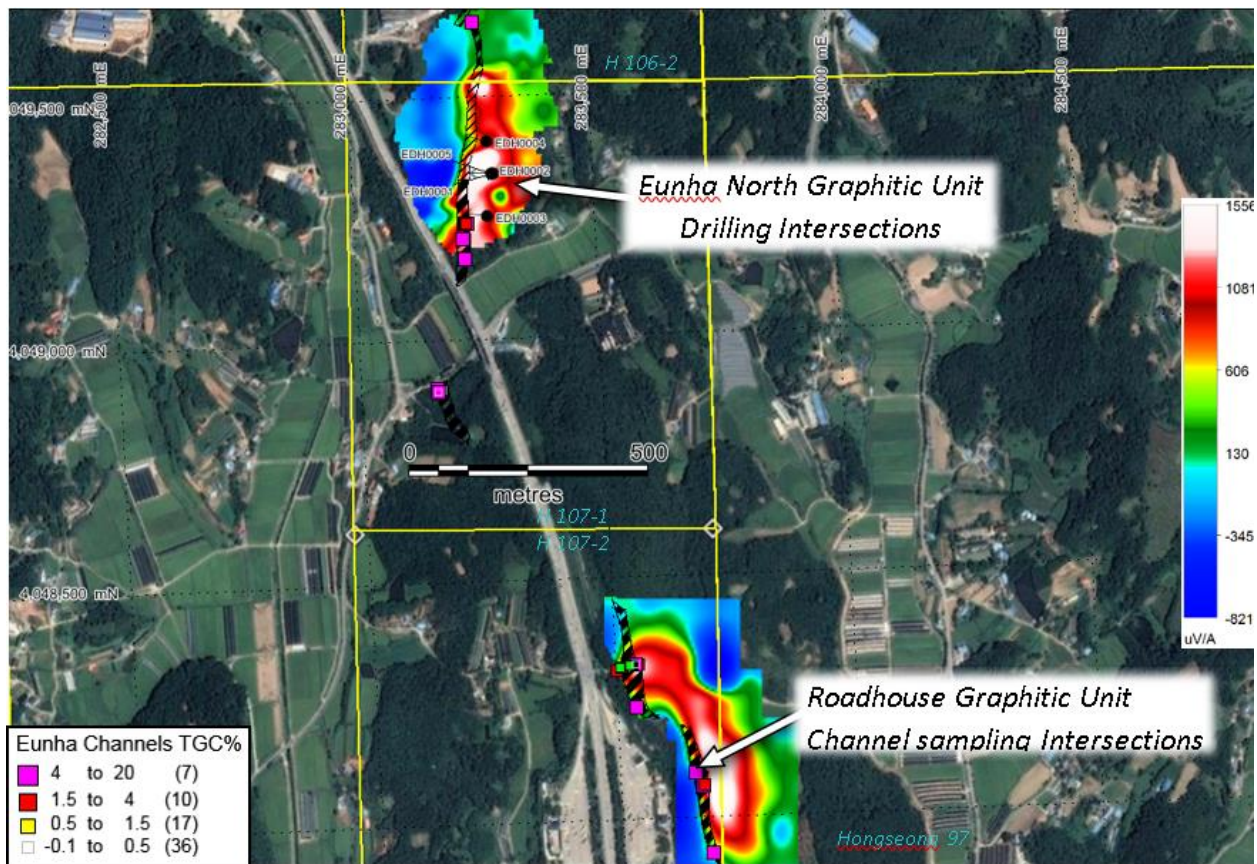 H 106-2
282,500 mE
283,000 mE
283,500 mE
284,000 mE
284,500 mE
,049,500 mN
EDH0005
EDH0004
EDH0002
EDH0001
EDH0003
Eunha North Graphitic Unit
Drilling Intersections
1556
1081
606
130
-821
uV/A
4,049,000 mN
0 500
metres
H 107-1
H 107-2
4,048,500 mN
Roadhouse Graphitic Unit
Channel sampling Intersections
Eunha Channels TGC%
4 to 20 (7)
1.5 to 4 (10)
0.5 to 1.5 (17)
-0.1 to 0.5 (36)
Hongseong 97